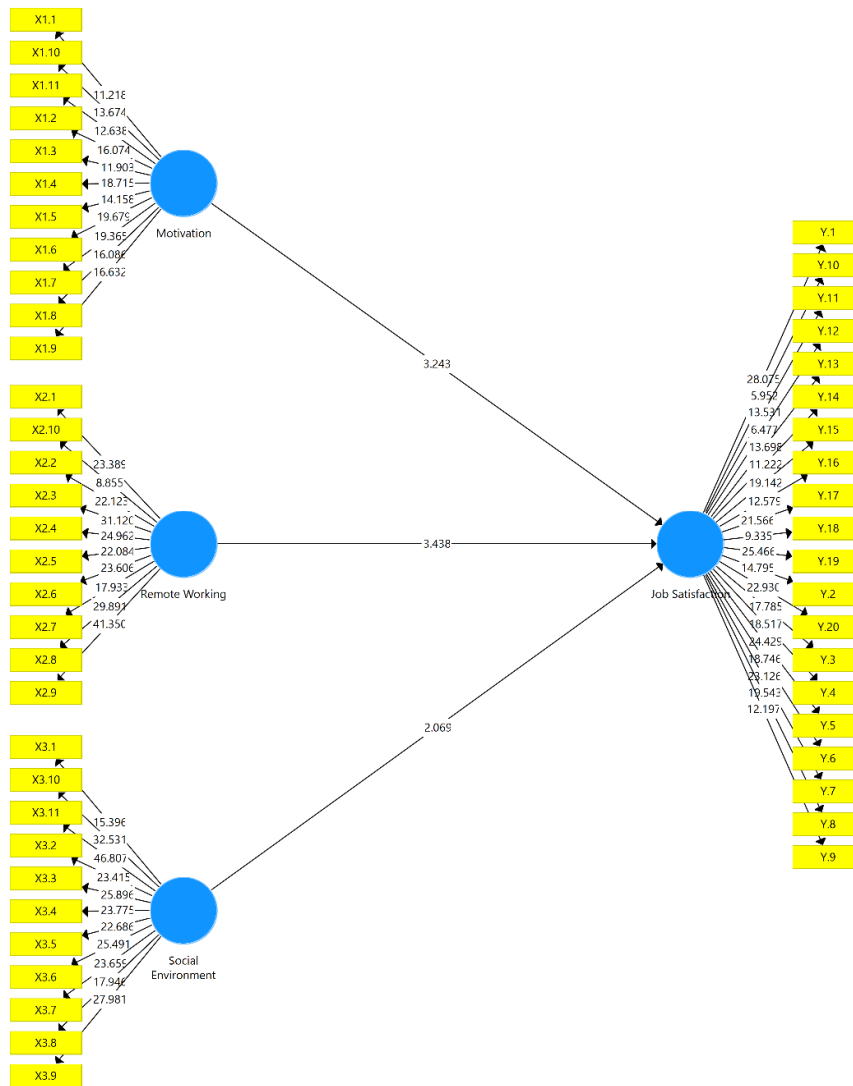 X1.1
X1.10
X1.11
X1.2
X1.3
X1.4
X1.5
X1.6
X1.7
X1.8
X1.9
11.218
13.674
12.638
16.074
11.903
18.715
14.158
19.679
19.365
16.086
16.632
Motivation
3.243
X2.1
X2.10
X2.2
X2.3
X2.4
X2.5
X2.6
X2.7
X2.8
X2.9
23.389
8.855
22.123
31.120
24.962
22.084
23.606
17.933
29.891
41.350
Remote Working
3.438
X3.1
X3.10
X3.11
X3.2
X3.3
X3.4
X3.5
X3.6
X3.7
X3.8
X3.9
15.396
32.531
46.807
23.415
25.896
23.775
22.686
25.491
23.659
17.946
27.981
Social
Environment
2.069
Job Satisfaction
28.075
5.952
13.531
6.477
13.698
11.222
19.142
12.579
21.566
9.335
25.466
14.795
22.930
17.785
18.517
24.429
18.746
23.126
19.543
12.197
Y.1
Y.10
Y.11
Y.12
Y.13
Y.14
Y.15
Y.16
Y.17
Y.18
Y.19
Y.2
Y.20
Y.3
Y.4
Y.5
Y.6
Y.7
Y.8
Y.9